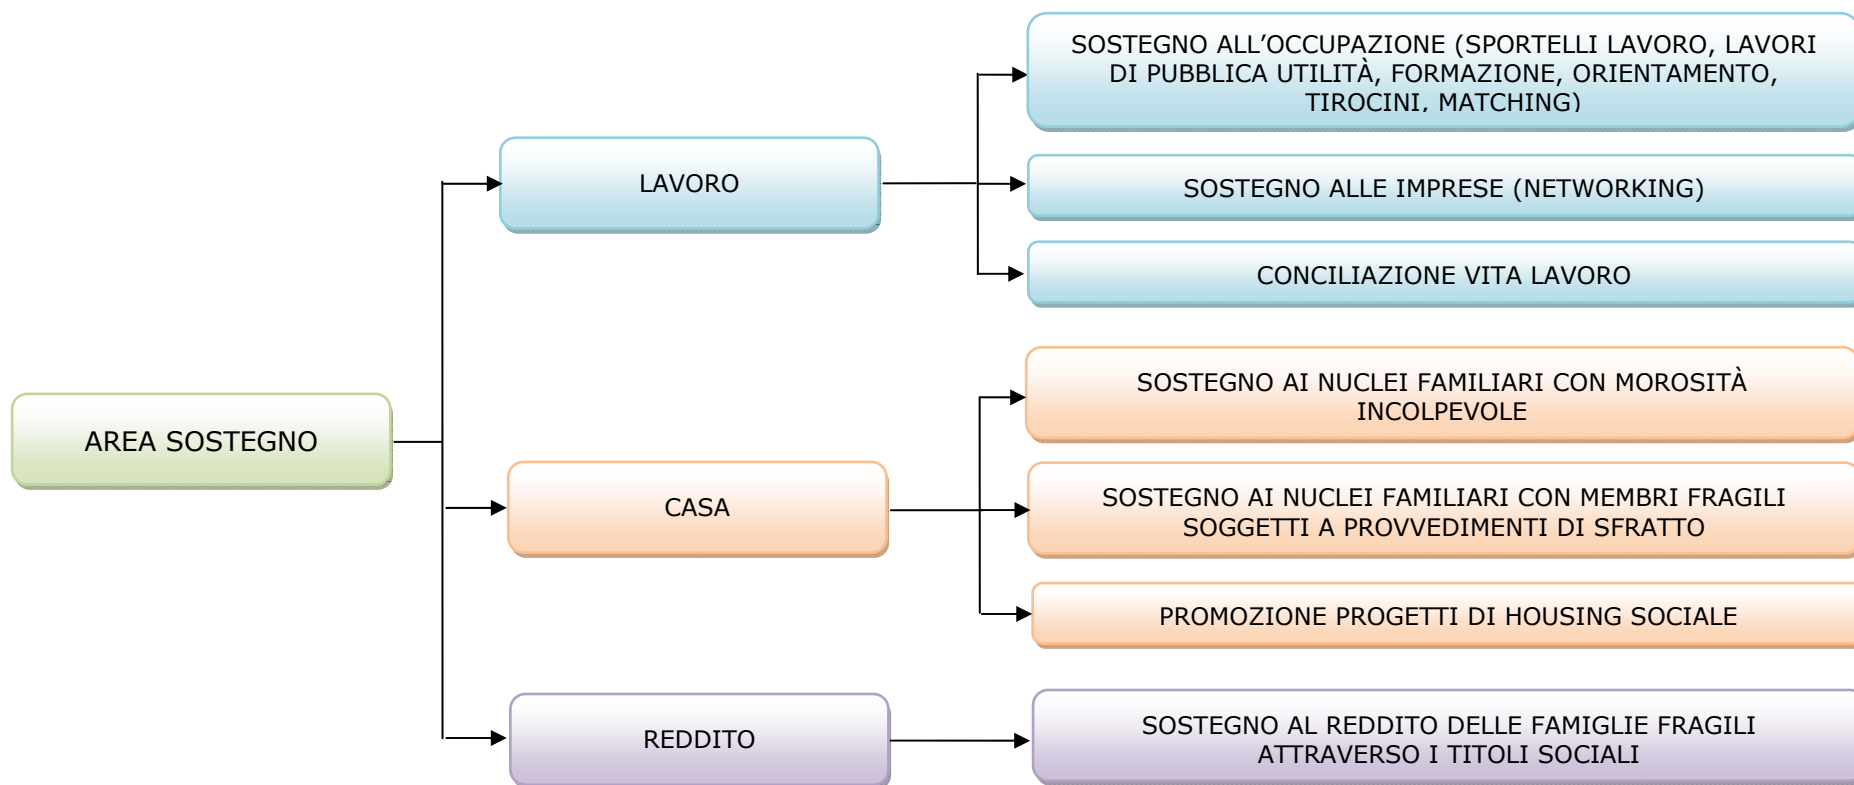 SOSTEGNO ALL’OCCUPAZIONE (SPORTELLI LAVORO, LAVORI
DI PUBBLICA UTILITÀ, FORMAZIONE, ORIENTAMENTO,
TIROCINI, MATCHING)
LAVORO
SOSTEGNO ALLE IMPRESE (NETWORKING)
CONCILIAZIONE VITA LAVORO
AREA SOSTEGNO
SOSTEGNO AI NUCLEI FAMILIARI CON MOROSITÀ
INCOLPEVOLE
CASA
SOSTEGNO AI NUCLEI FAMILIARI CON MEMBRI FRAGILI
SOGGETTI A PROVVEDIMENTI DI SFRATTO
PROMOZIONE PROGETTI DI HOUSING SOCIALE
REDDITO
SOSTEGNO AL REDDITO DELLE FAMIGLIE FRAGILI
ATTRAVERSO I TITOLI SOCIALI